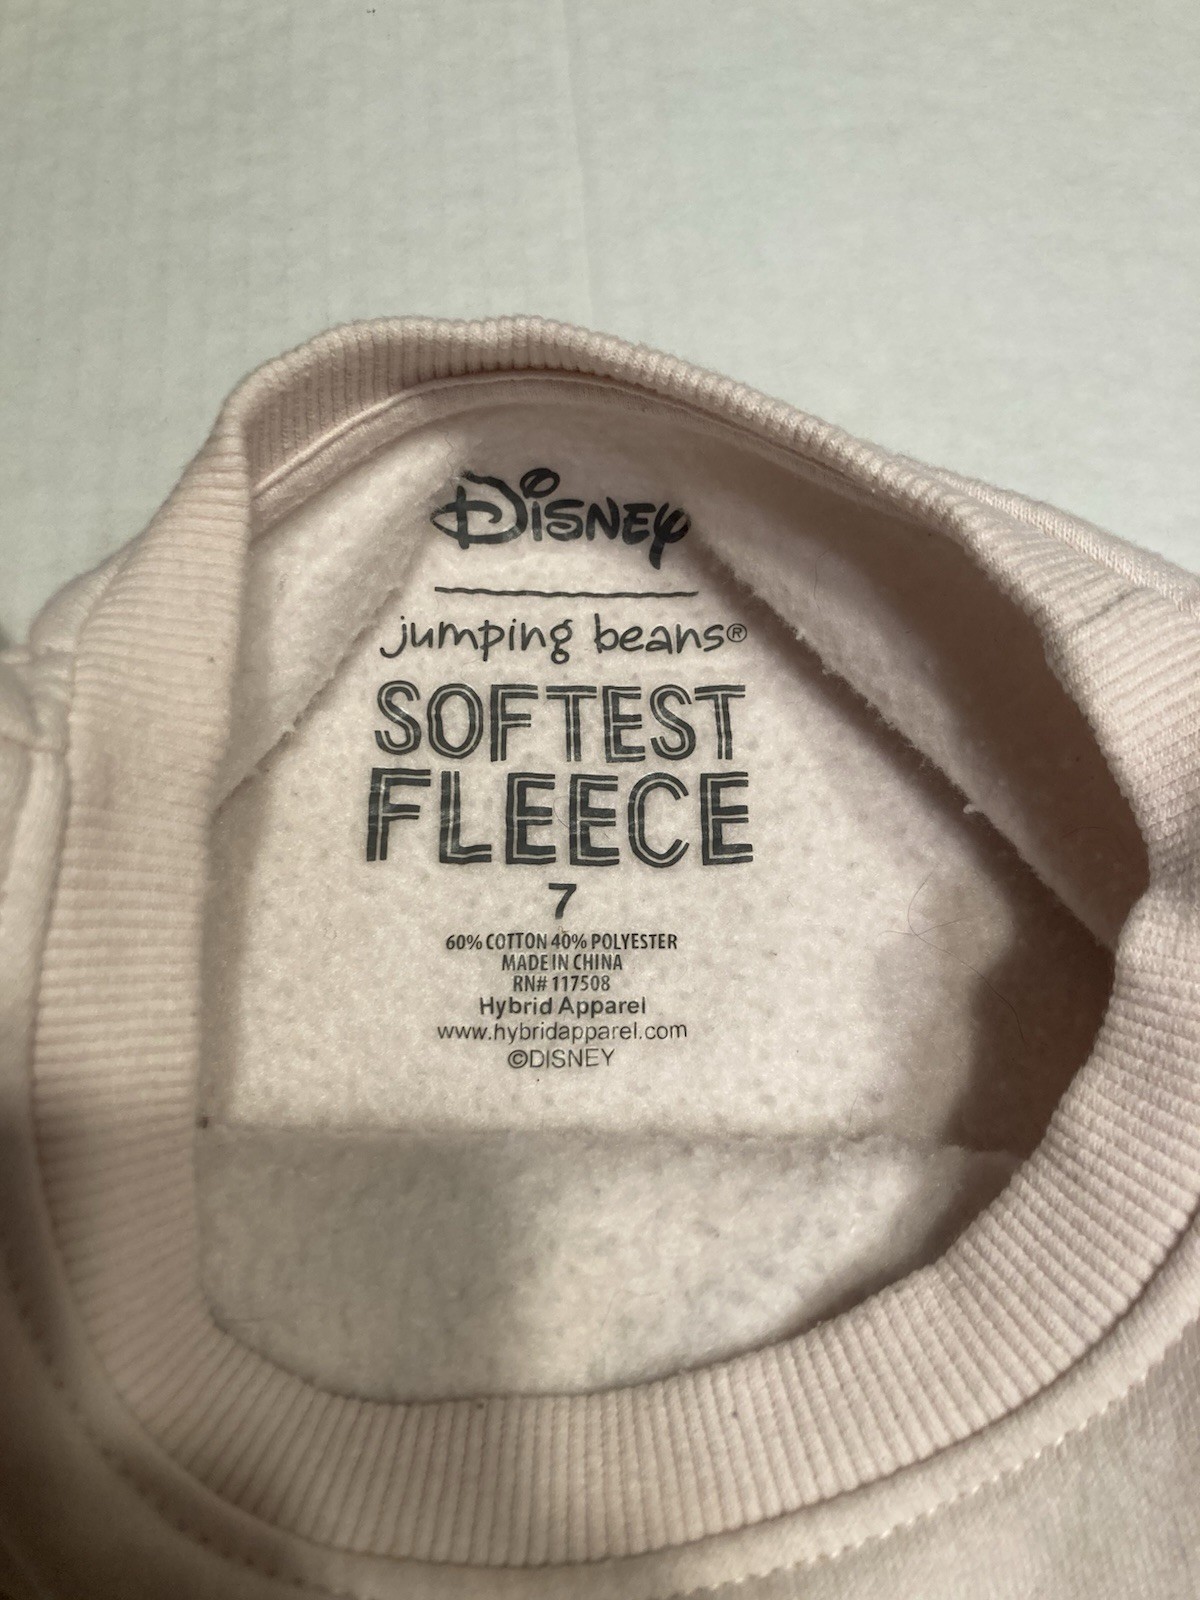 Disney
jumping beans®
SOFTEST
FLEECE
7
60% COTTON 40% POLYESTER
MADE IN CHINA
RN# 117508
Hybrid Apparel
www.hybridapparel.com
©DISNEY